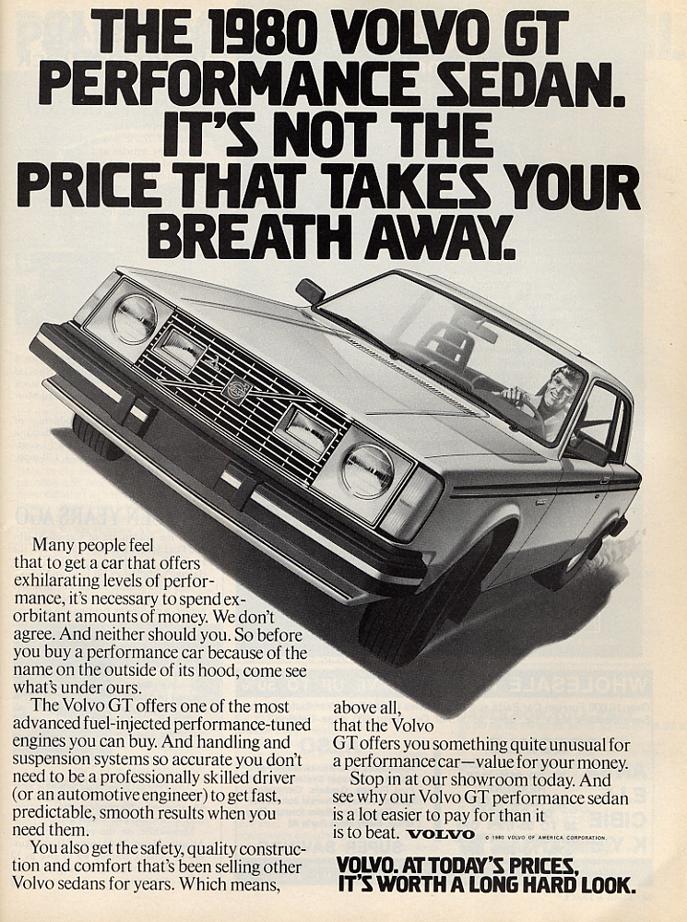 THE 1980 VOLVO GT
PERFORMANCE SEDAN.
IT'S NOT THE
PRICE THAT TAKES YOUR
BREATH AWAY.
Many people feel
that to get a car that offers
exhilarating levels of perfor-
mance, it's necessary to spend ex-
orbitant amounts of money. We don't
agree. And neither should you. So before
you buy a performance car because of the
name on the outside of its hood, come see
what's under ours.
The Volvo GT offers one of the most
advanced fuel-injected performance-tuned
engines you can buy. And handling and
suspension systems so accurate you don't
need to be a professionally skilled driver
(or an automotive engineer) to get fast,
predictable, smooth results when you
need them.
You also get the safety, quality construc-
tion and comfort that's been selling other
Volvo sedans for years. Which means,
above all,
that the Volvo
GT offers you something quite unusual for
a performance car—value for your money.
Stop in at our showroom today. And
see why our Volvo GT performance sedan
is a lot easier to pay for than it
is to beat. VOLVO © 1980 VOLVO OF AMERICA CORPORATION.
VOLVO. AT TODAY'S PRICES,
IT'S WORTH A LONG HARD LOOK.